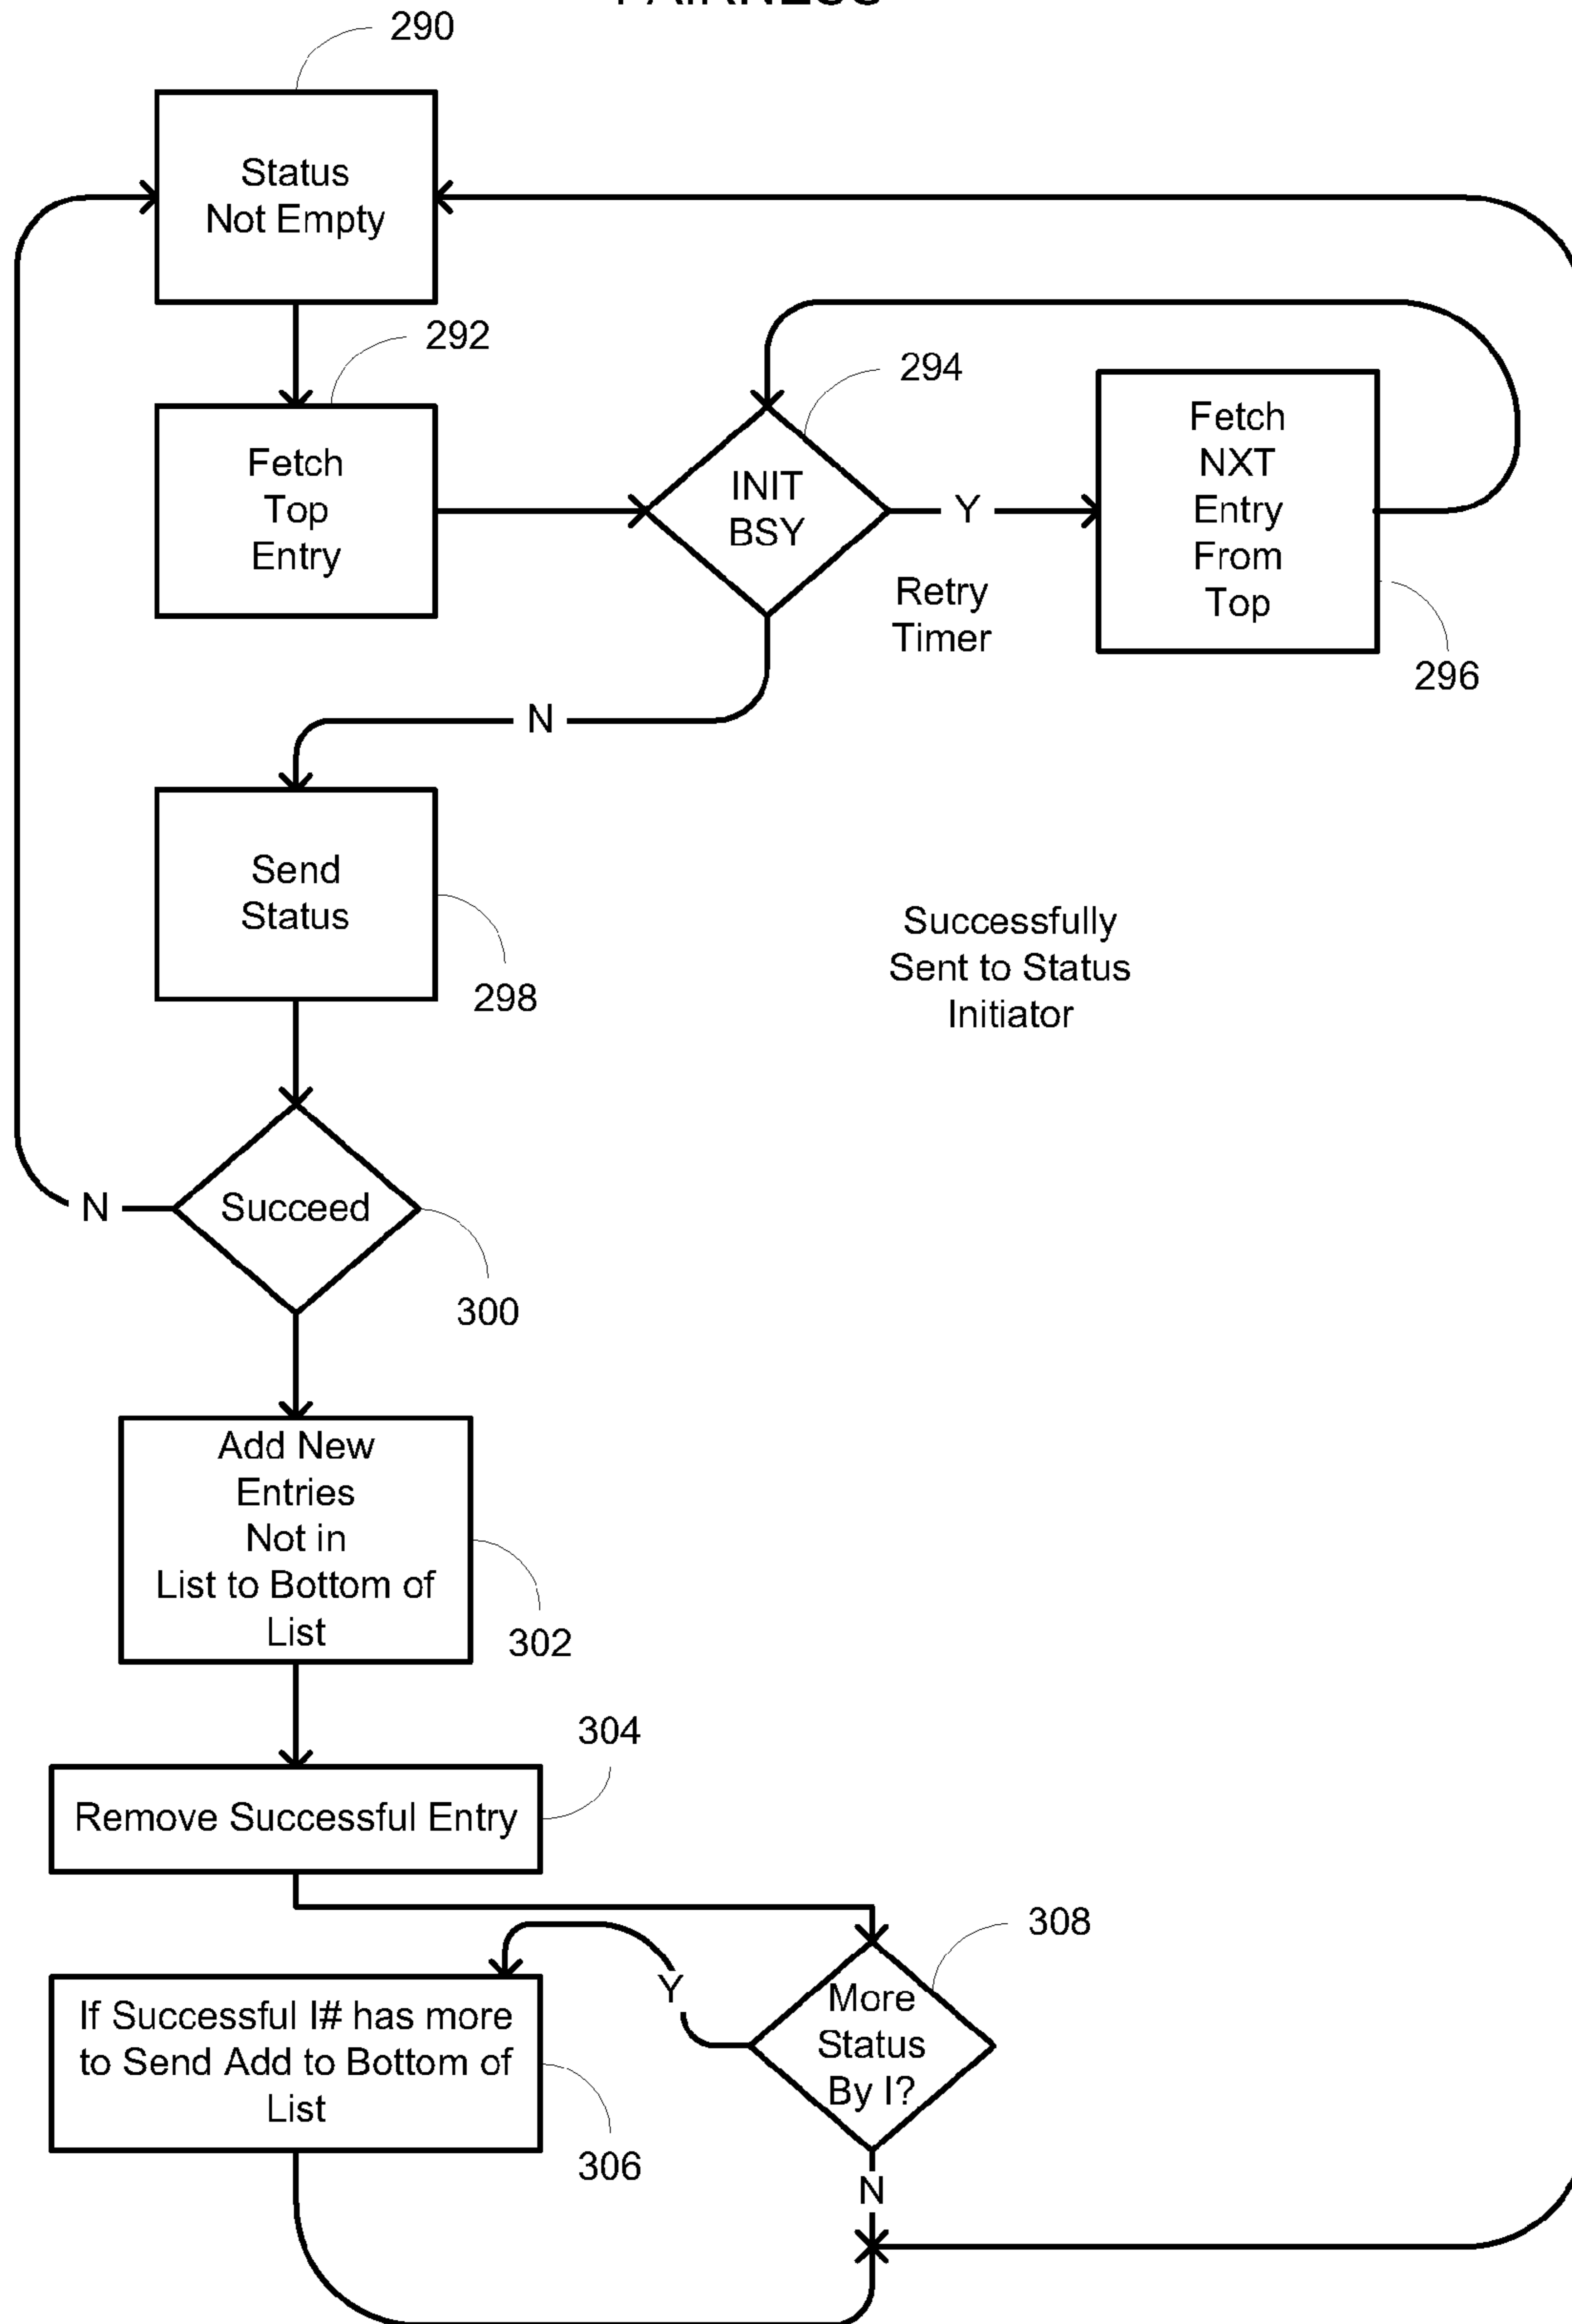 FAIRNESS
290
Status
Not Empty
292
Fetch
Top
Entry
294
INIT
BSY
Y
Retry
Timer
Fetch
NXT
Entry
From
Top
296
N
Send
Status
298
Successfully
Sent to Status
Initiator
Succeed
N
300
Add New
Entries
Not in
List to Bottom of
List
302
304
Remove Successful Entry
308
More
Status
By I?
Y
If Successful I# has more
to Send Add to Bottom of
List
306
N